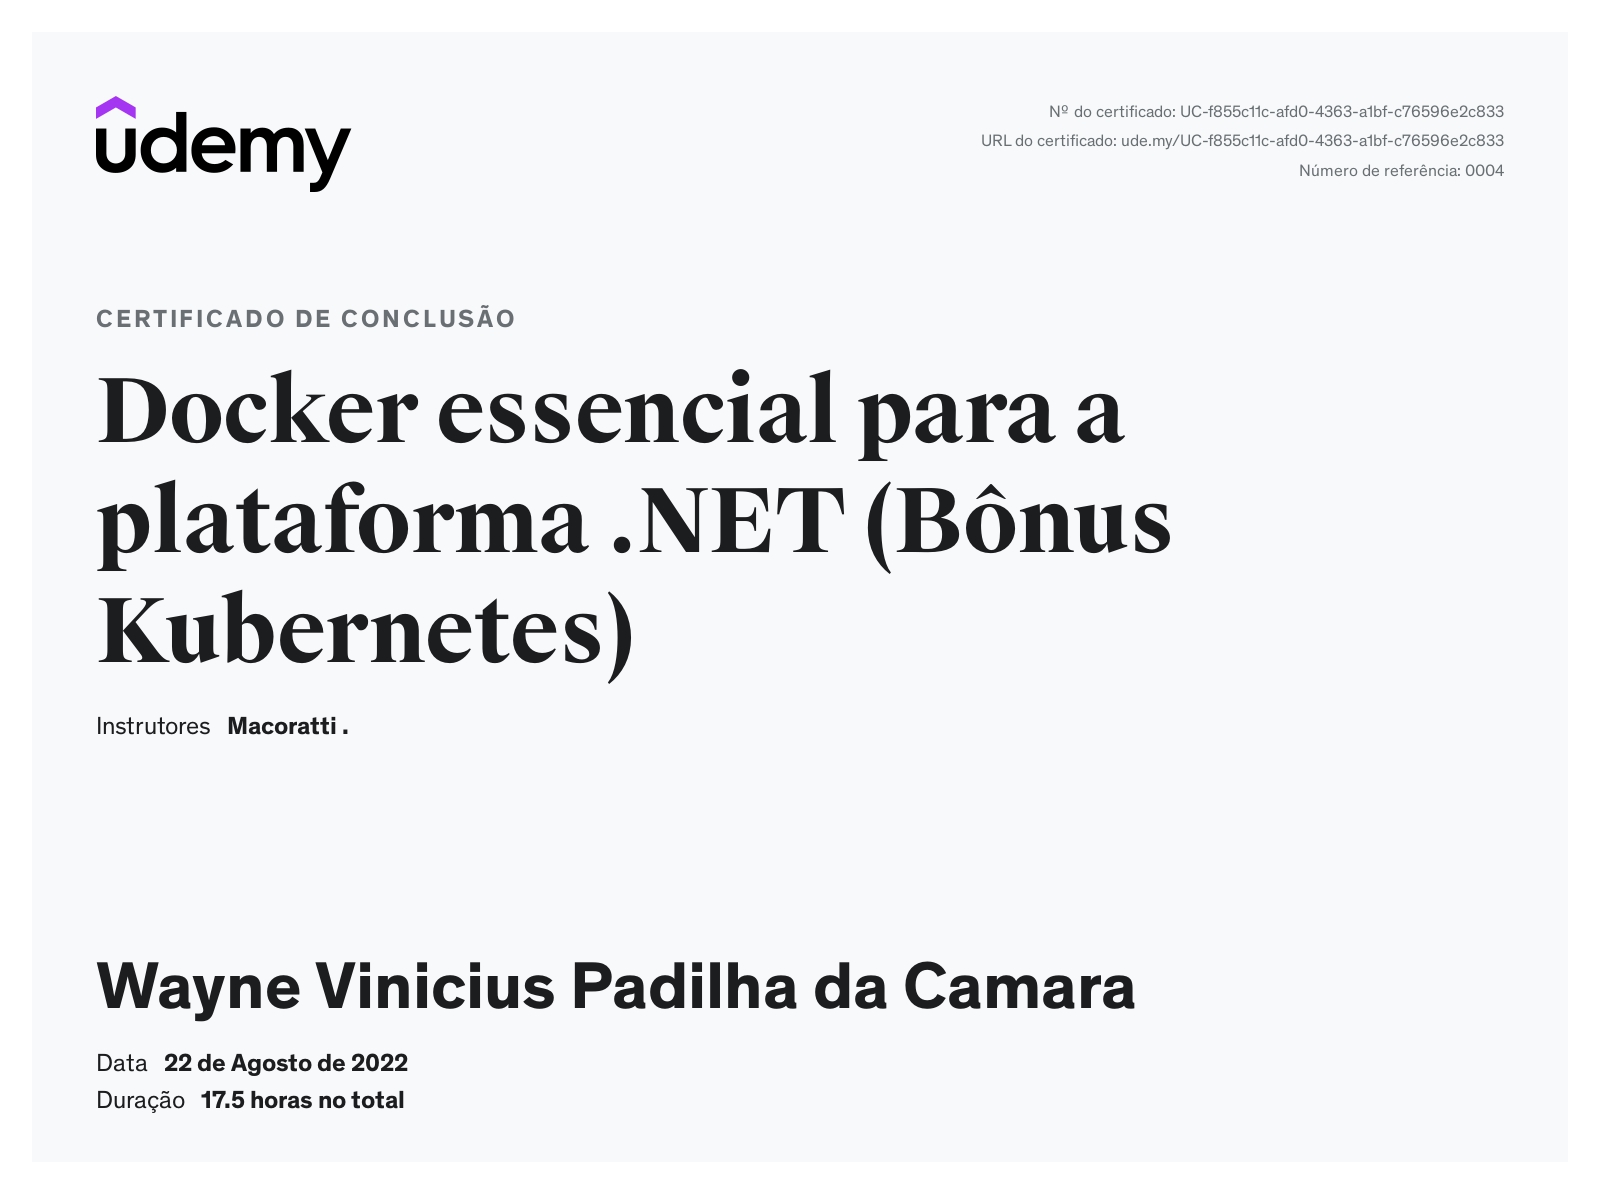 udemy
Nº do certificado: UC-f855c11c-afd0-4363-a1bf-c76596e2c833
URL do certificado: ude.my/UC-f855c11c-afd0-4363-a1bf-c76596e2c833
Número de referência: 0004
CERTIFICADO DE CONCLUSÃO
Docker essencial para a
plataforma .NET (Bônus
Kubernetes)
Instrutores Macoratti .
Wayne Vinicius Padilha da Camara
Data 22 de Agosto de 2022
Duração 17.5 horas no total